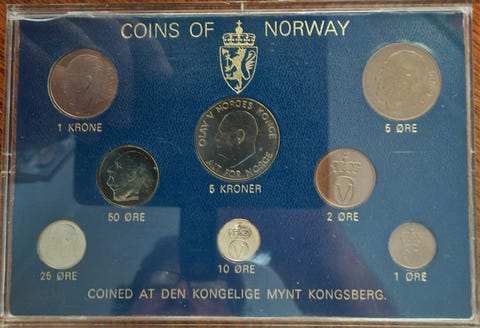 COINS OF NORWAY
1 KRONE
5 ØRE
OLAV V NORGES KONGE
ALT FOR NORGE
5 KRONER
50 ØRE
2 ØRE
25 ØRE
10 ØRE
1 ØRE
COINED AT DEN KONGELIGE MYNT KONGSBERG.